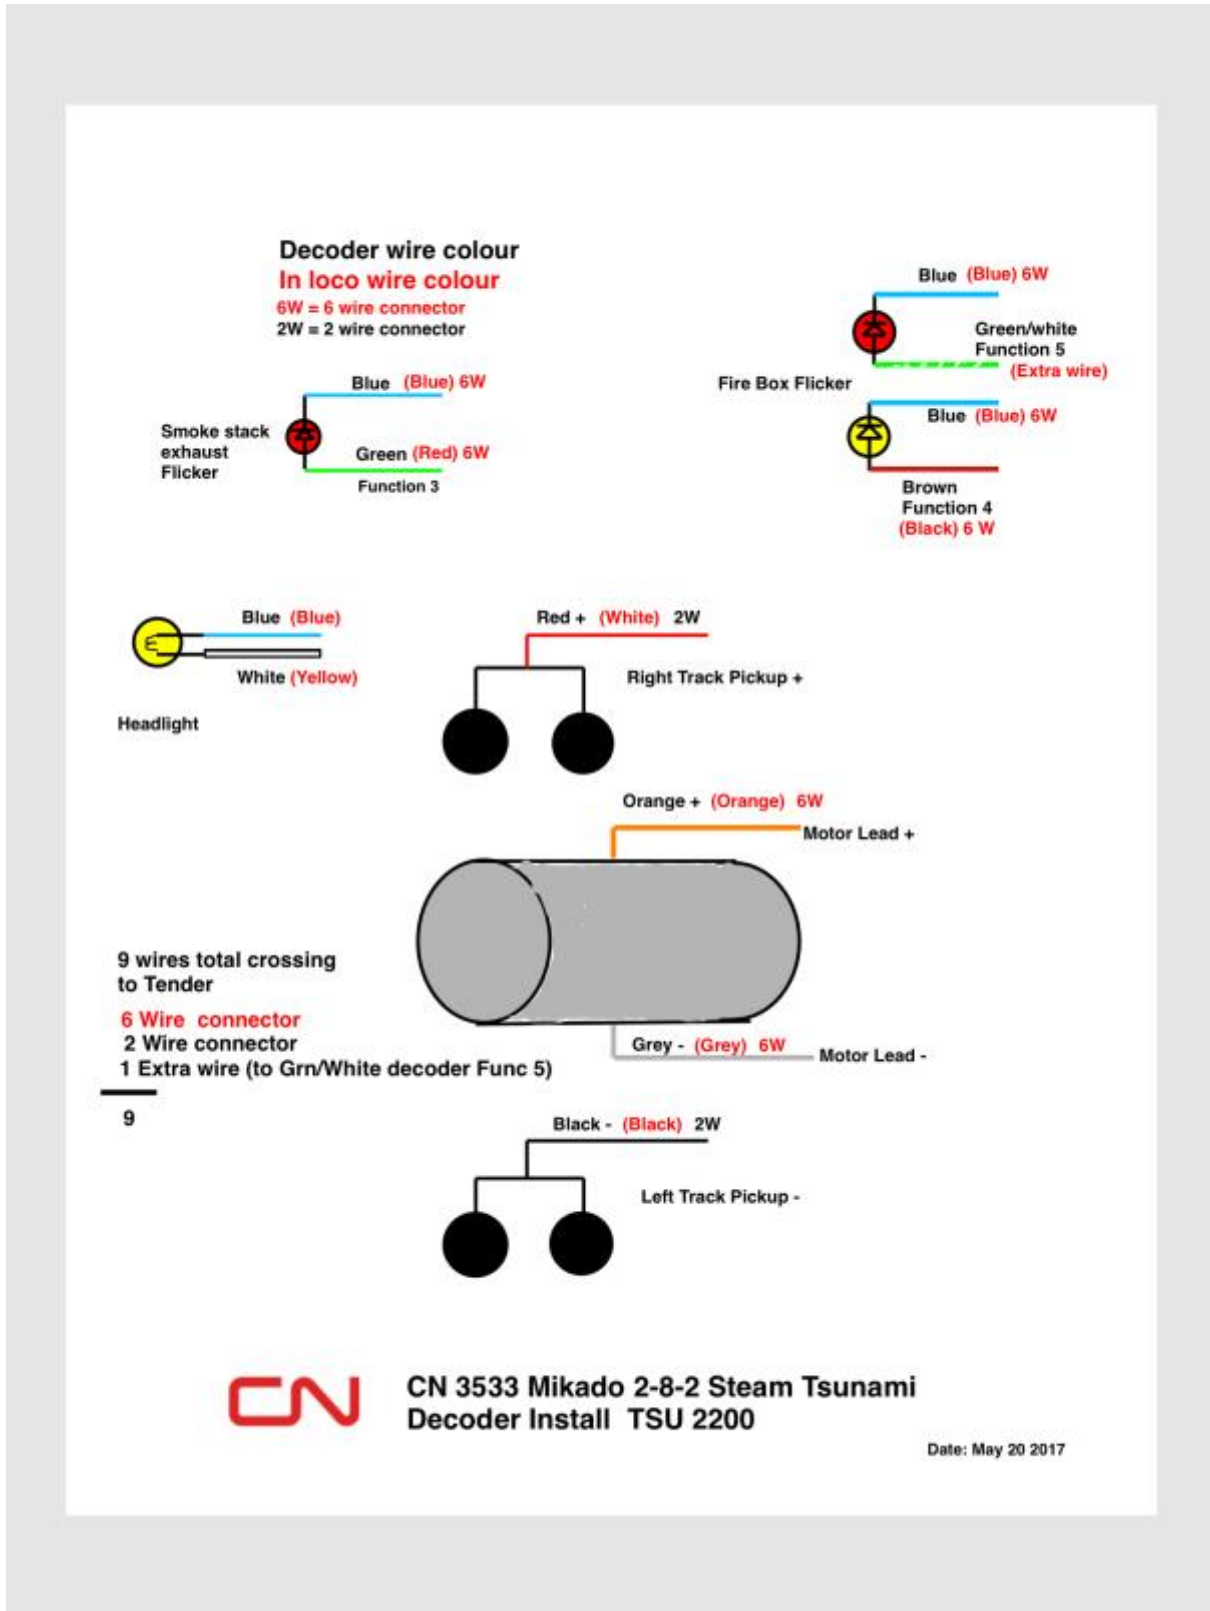 Decoder wire colour
In loco wire colour
6W = 6 wire connector
2W = 2 wire connector
Blue (Blue) 6W
Smoke stack
exhaust
Flicker
Green (Red) 6W
Function 3
Blue (Blue) 6W
Green/white
Function 5
(Extra wire)
Fire Box Flicker
Blue (Blue) 6W
Brown
Function 4
(Black) 6 W
Blue (Blue)
White (Yellow)
Headlight
Red + (White) 2W
Right Track Pickup +
Orange + (Orange) 6W
Motor Lead +
9 wires total crossing
to Tender
6 Wire connector
2 Wire connector
1 Extra wire (to Grn/White decoder Func 5)
9
Grey - (Grey) 6W
Motor Lead -
Black - (Black) 2W
Left Track Pickup -
CN
CN 3533 Mikado 2-8-2 Steam Tsunami
Decoder Install TSU 2200
Date: May 20 2017